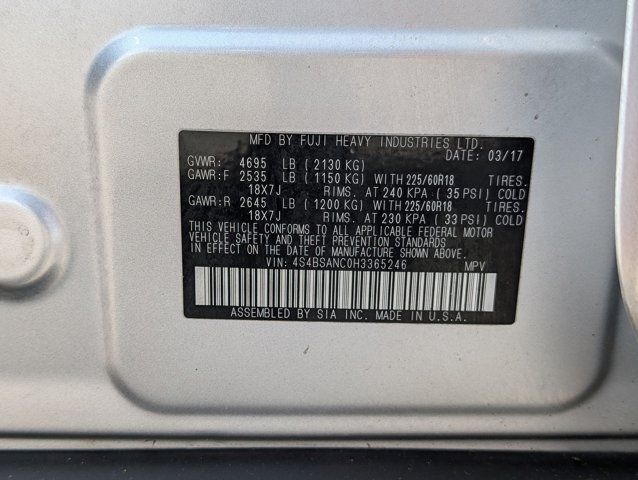 MFD BY FUJI HEAVY INDUSTRIES LTD.
DATE: 03/17
GVWR: 4695 LB (2130 KG)
GAWR:F 2535 LB (1150 KG) WITH 225/60R18 TIRES.
18X7J RIMS. AT 240 KPA (35 PSI) COLD
GAWR:R 2645 LB (1200 KG) WITH 225/60R18 TIRES.
18X7J RIMS. AT 230 KPA (33 PSI) COLD
THIS VEHICLE CONFORMS TO ALL APPLICABLE FEDERAL MOTOR
VEHICLE SAFETY AND THEFT PREVENTION STANDARDS
IN EFFECT ON THE DATE OF MANUFACTURE SHOWN ABOVE.
VIN: 4S4BSANC0H3365246 MPV
ASSEMBLED BY SIA INC. MADE IN U.S.A.